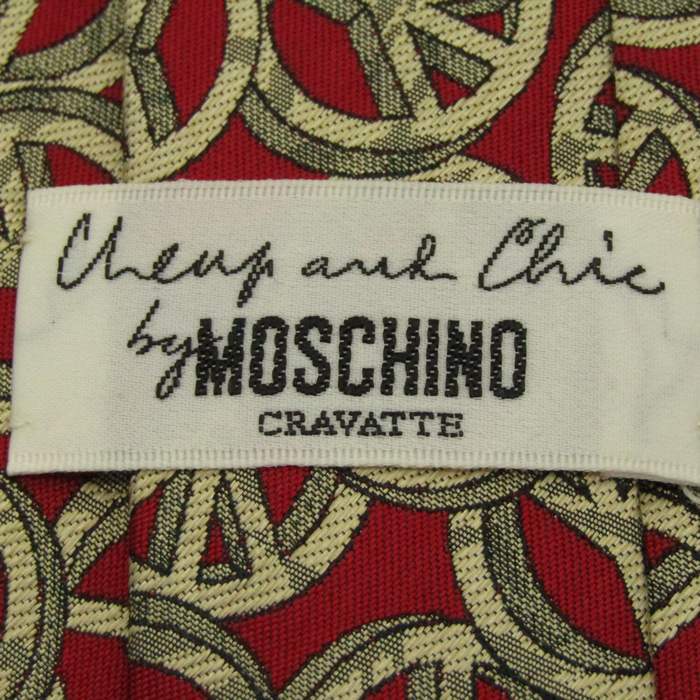 Cheap and Chic
by MOSCHINO
CRAVATTE